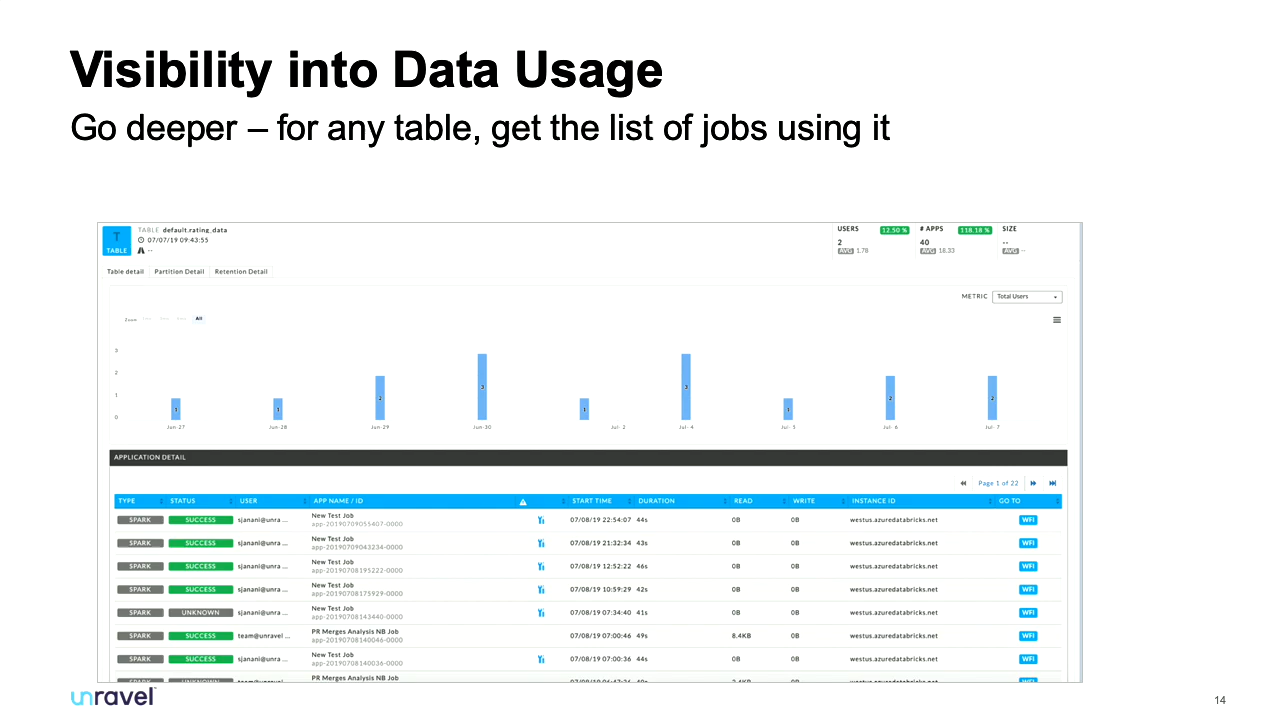 Visibility into Data Usage
Go deeper – for any table, get the list of jobs using it
T
TABLE
TABLE default.rating_data
07/07/19 09:43:55
--
USERS 12.50 %
2
AVG 1.78
# APPS 118.18 %
40
AVG 18.33
SIZE
--
AVG --
Table detail Partition Detail Retention Detail
METRIC Total Users
Zoom All
3
2
1
0
1 1 2 3 1 3 1 2 2
Jun-27 Jun-28 Jun-29 Jun-30 Jul- 2 Jul- 4 Jul- 5 Jul- 6 Jul- 7
APPLICATION DETAIL
Page 1 of 22
TYPE STATUS USER APP NAME / ID START TIME DURATION READ WRITE INSTANCE ID GO TO
SPARK SUCCESS sjanani@unra ... New Test Job 07/08/19 22:54:07 44s 0B 0B westus.azuredatabricks.net WFI
app-20190709055407-0000
SPARK SUCCESS sjanani@unra ... New Test Job 07/08/19 21:32:34 43s 0B 0B westus.azuredatabricks.net WFI
app-20190709043234-0000
SPARK SUCCESS sjanani@unra ... New Test Job 07/08/19 12:52:22 46s 0B 0B westus.azuredatabricks.net WFI
app-20190708195222-0000
SPARK SUCCESS sjanani@unra ... New Test Job 07/08/19 10:59:29 42s 0B 0B westus.azuredatabricks.net WFI
app-20190708175929-0000
SPARK UNKNOWN sjanani@unra ... New Test Job 07/08/19 07:34:40 41s 0B 0B westus.azuredatabricks.net WFI
app-20190708143440-0000
SPARK SUCCESS team@unravel ... PR Merges Analysis NB Job 07/08/19 07:00:46 49s 8.4KB 0B westus.azuredatabricks.net WFI
app-20190708140046-0000
SPARK SUCCESS sjanani@unra ... New Test Job 07/08/19 07:00:36 44s 0B 0B westus.azuredatabricks.net WFI
app-20190708140036-0000
PR Merges Analysis NB Job
unravel
14